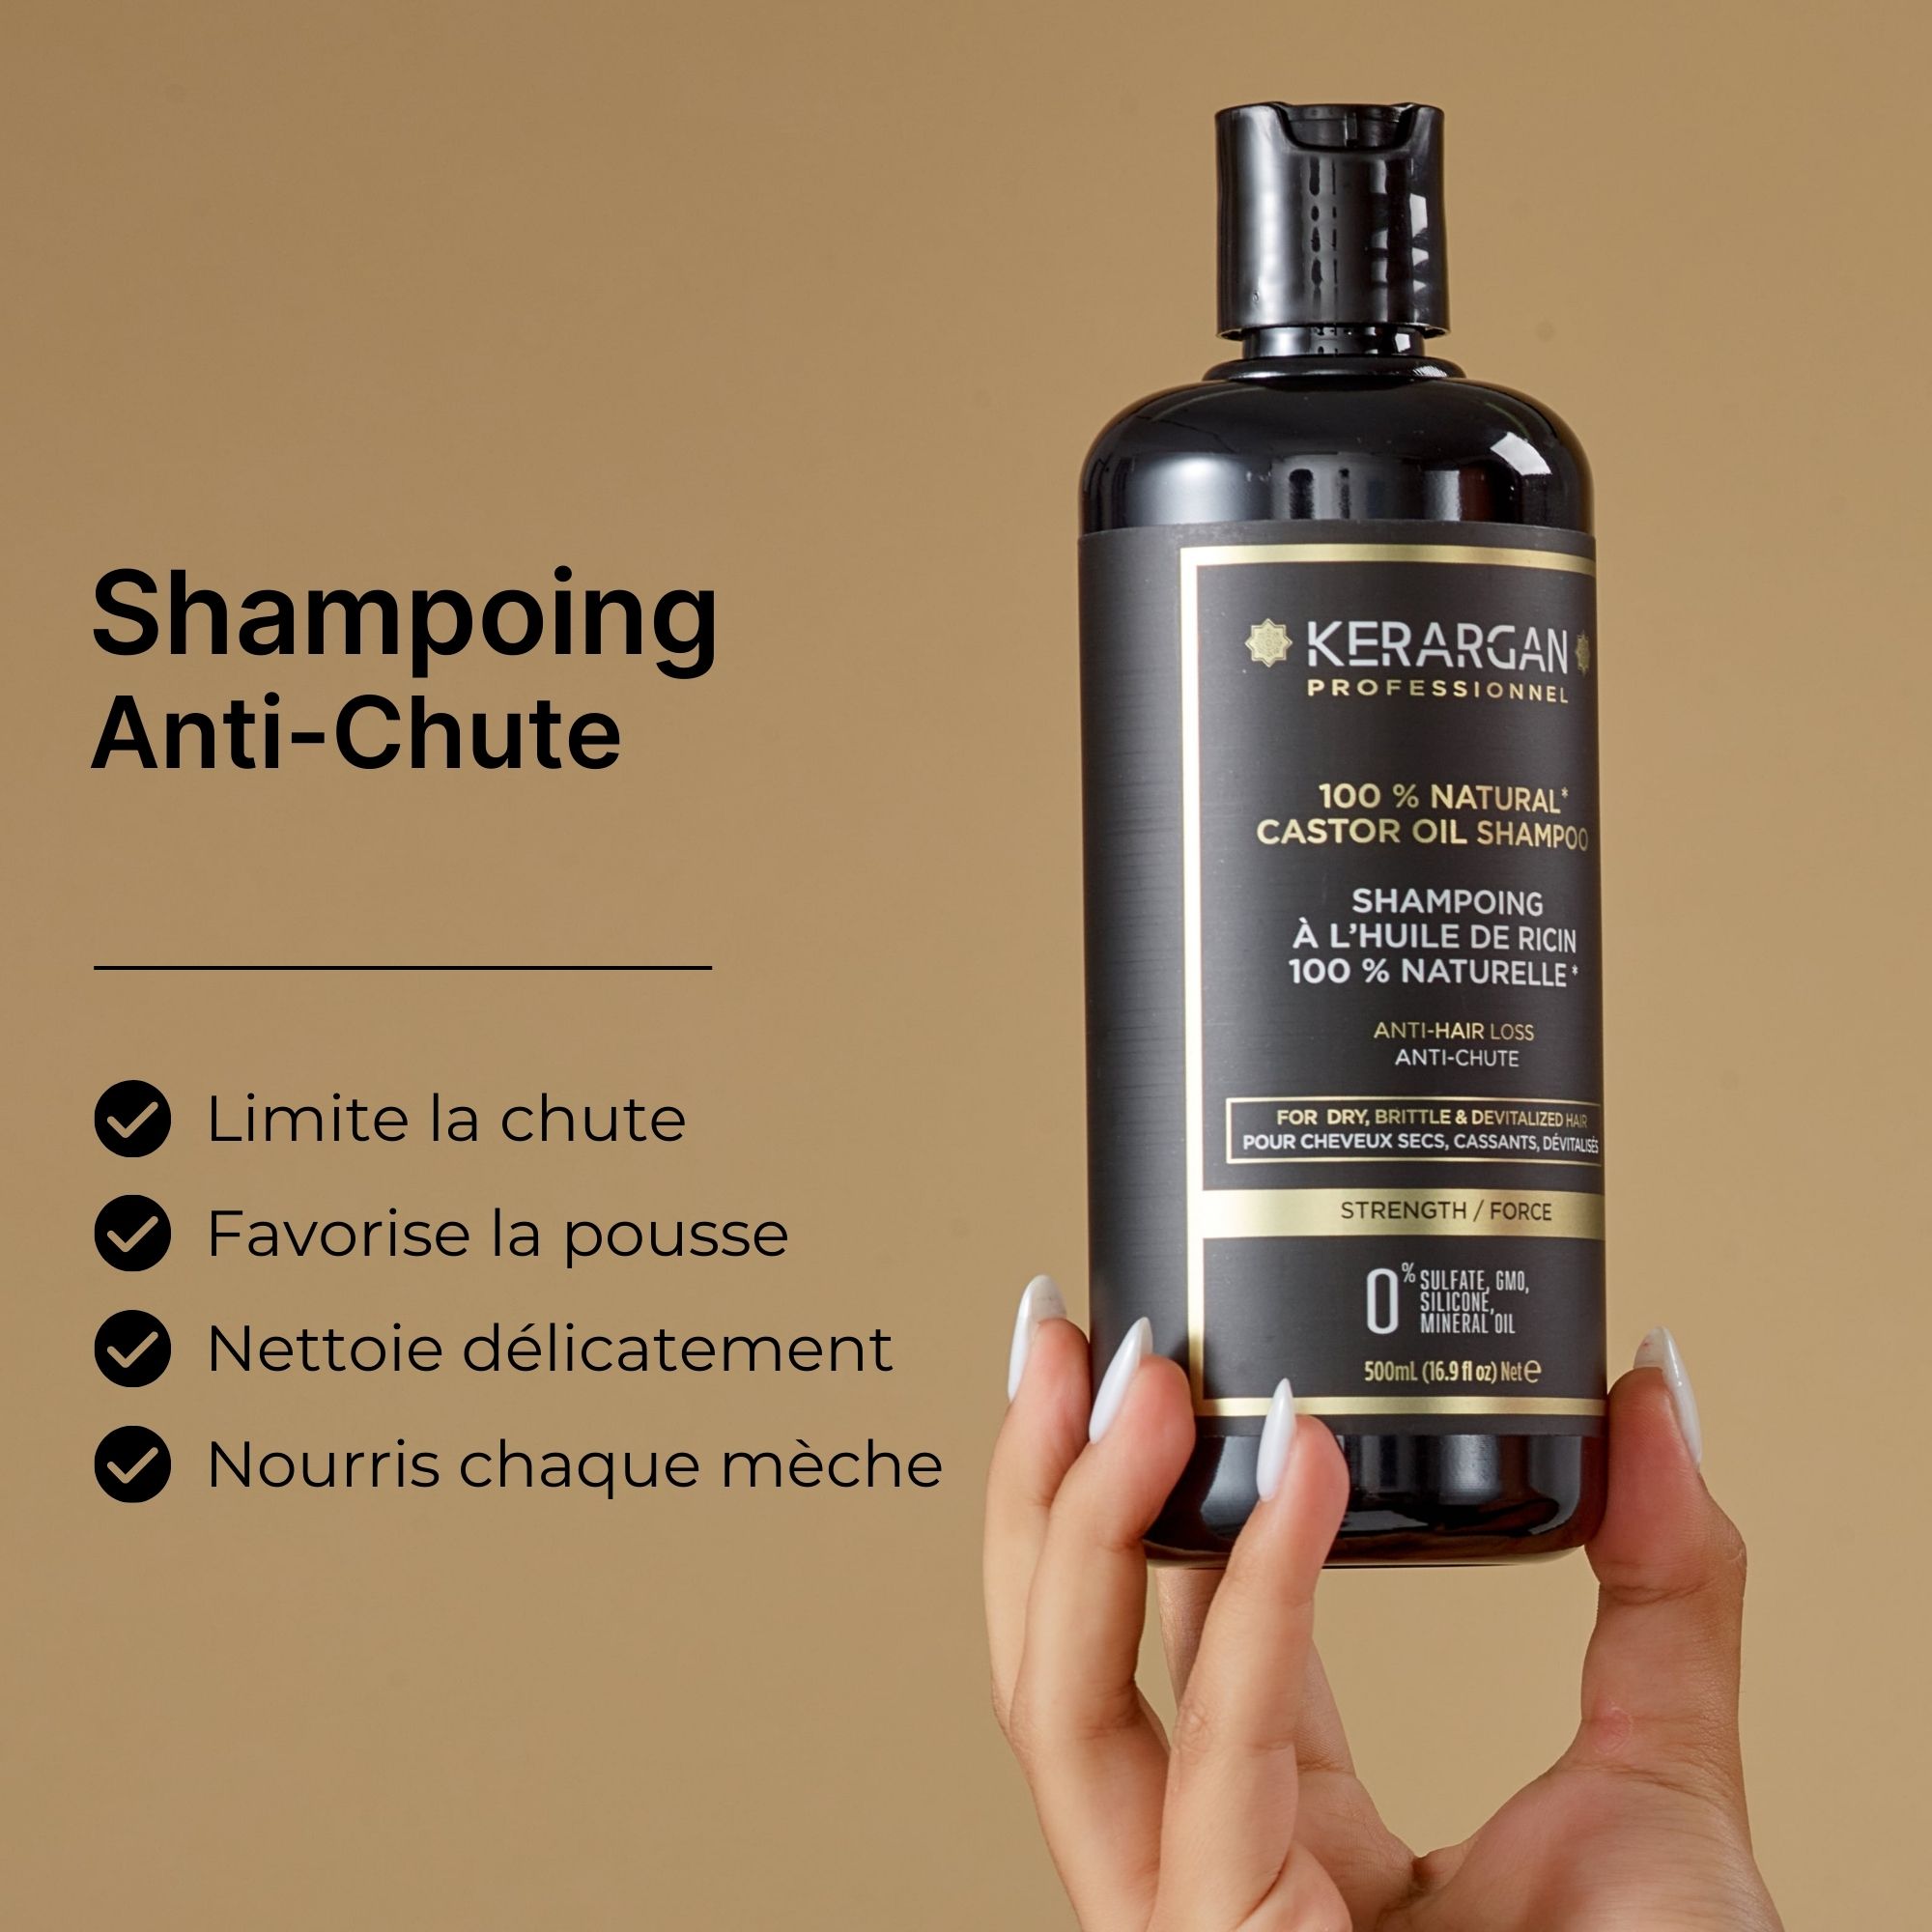 Shampoing
Anti-Chute
Limite la chute
Favorise la pousse
Nettoie délicatement
Nourris chaque mèche
KERARGAN
PROFESSIONNEL
100 % NATURAL*
CASTOR OIL SHAMPOO
SHAMPOING
À L'HUILE DE RICIN
100 % NATURELLE*
ANTI-HAIR LOSS
ANTI-CHUTE
FOR DRY, BRITTLE & DEVITALIZED HAIR
POUR CHEVEUX SECS, CASSANTS, DÉVITALISÉS
STRENGTH / FORCE
0% SULFATE, GMO,
SILICONE,
MINERAL OIL
500mL (16.9 fl oz) Net ℮